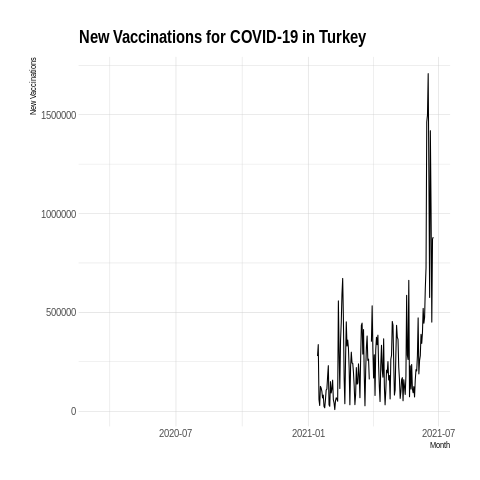 New Vaccinations for COVID-19 in Turkey
New Vaccinations
1500000
1000000
500000
0
2020-07
2021-01
2021-07
Month